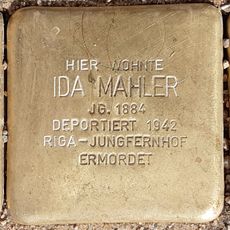 HIER WOHNTE
IDA MAHLER
JG. 1884
DEPORTIERT 1942
RIGA-JUNGFERNHOF
ERMORDET